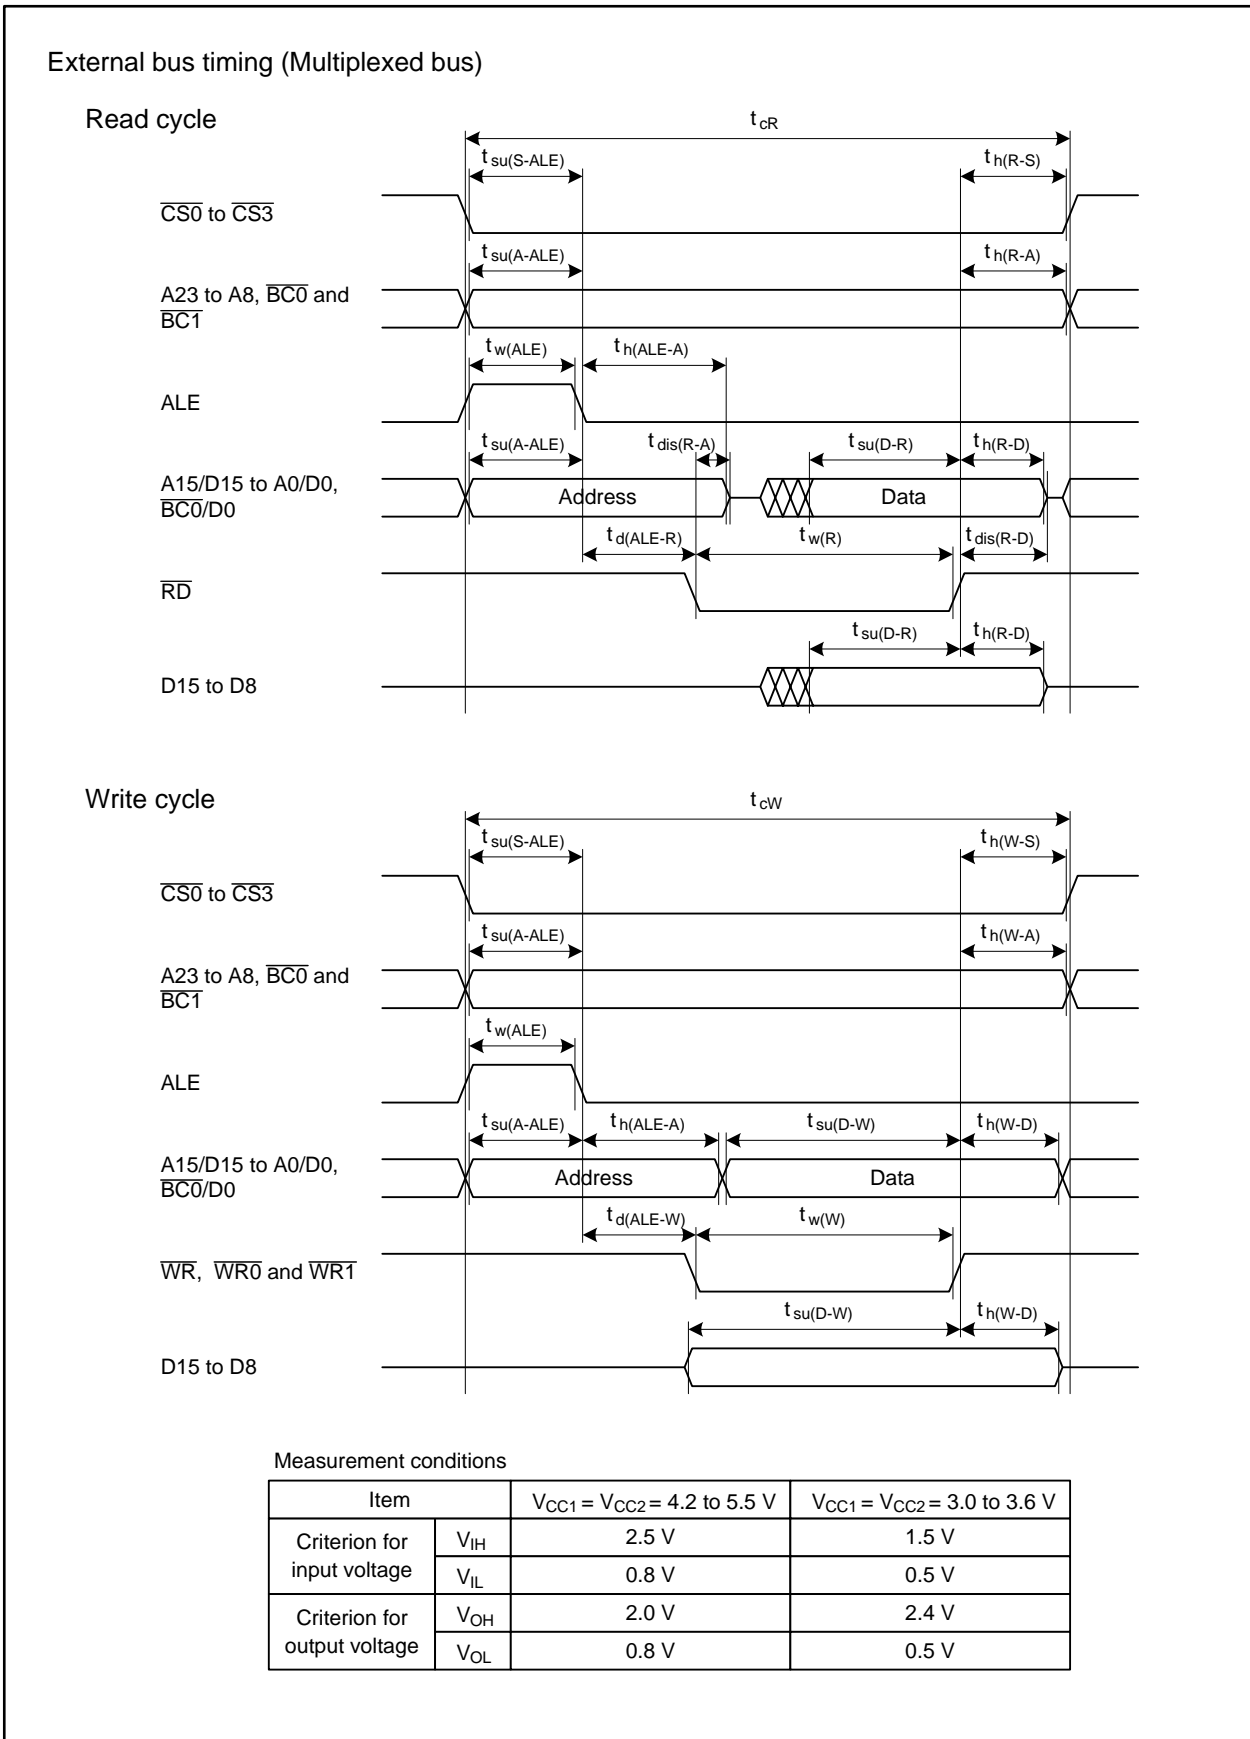 External bus timing (Multiplexed bus)
Read cycle
tcR
tsu(S-ALE) th(R-S)
CS0 to CS3
tsu(A-ALE) th(R-A)
A23 to A8, BC0 and
BC1
tw(ALE) th(ALE-A)
ALE
tsu(A-ALE) tdis(R-A) tsu(D-R) th(R-D)
A15/D15 to A0/D0,
BC0/D0
Address Data
td(ALE-R) tw(R) tdis(R-D)
RD
tsu(D-R) th(R-D)
D15 to D8
Write cycle
tcW
tsu(S-ALE) th(W-S)
CS0 to CS3
tsu(A-ALE) th(W-A)
A23 to A8, BC0 and
BC1
tw(ALE)
ALE
tsu(A-ALE) th(ALE-A) tsu(D-W) th(W-D)
A15/D15 to A0/D0,
BC0/D0
Address Data
td(ALE-W) tw(W)
WR, WR0 and WR1
tsu(D-W) th(W-D)
D15 to D8
Measurement conditions
Item VCC1 = VCC2 = 4.2 to 5.5 V VCC1 = VCC2 = 3.0 to 3.6 V
Criterion for
input voltage
VIH 2.5 V 1.5 V
VIL 0.8 V 0.5 V
Criterion for
output voltage
VOH 2.0 V 2.4 V
VOL 0.8 V 0.5 V